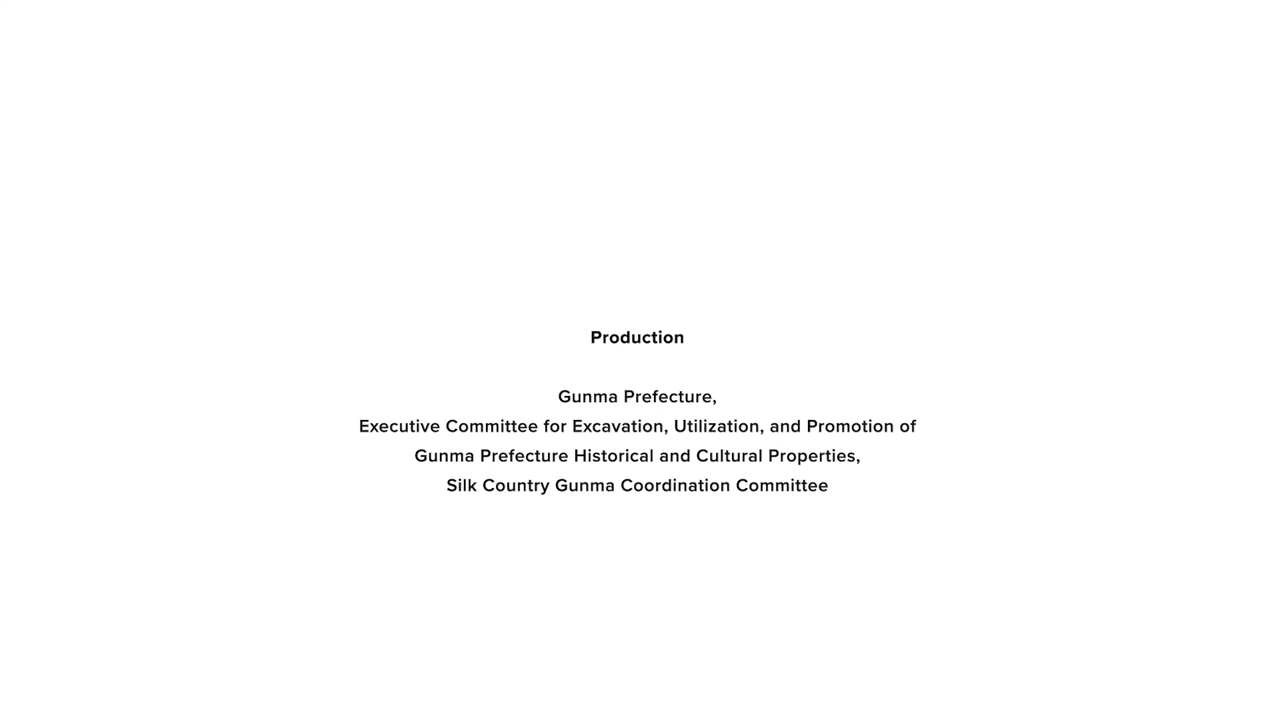 Production
Gunma Prefecture,
Executive Committee for Excavation, Utilization, and Promotion of
Gunma Prefecture Historical and Cultural Properties,
Silk Country Gunma Coordination Committee